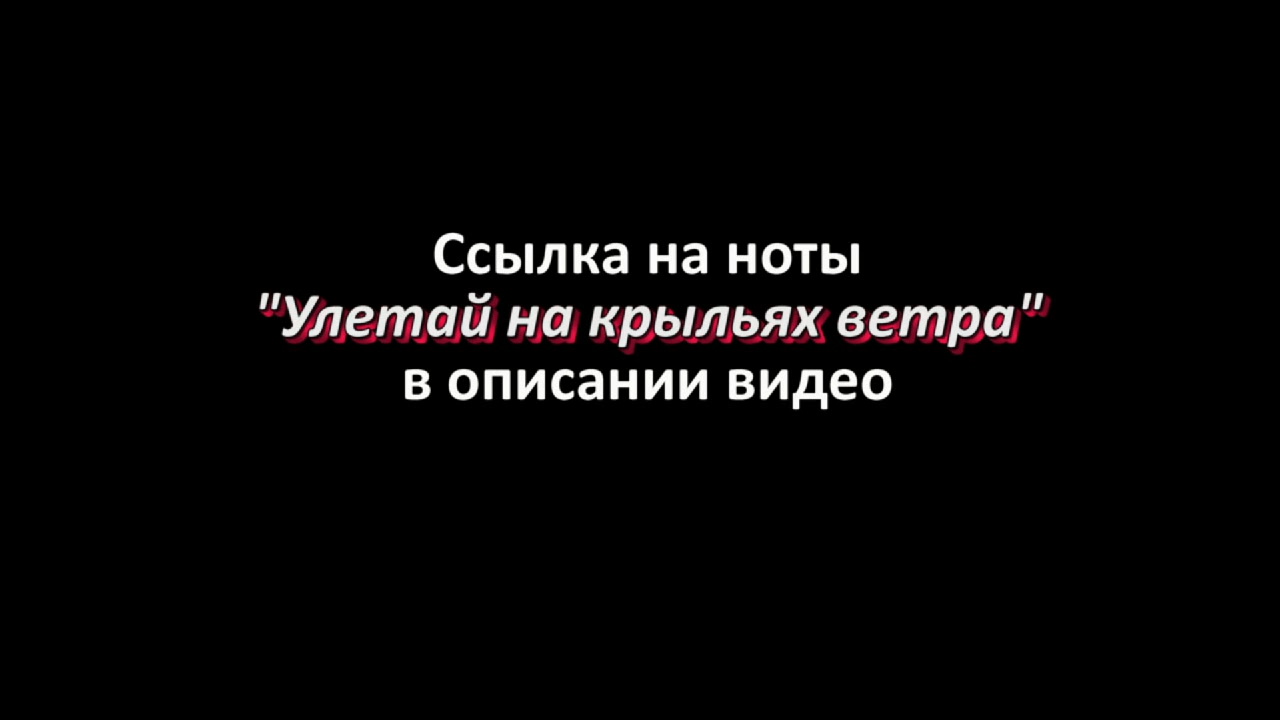 Ссылка на ноты
"Улетай на крыльях ветра"
в описании видео